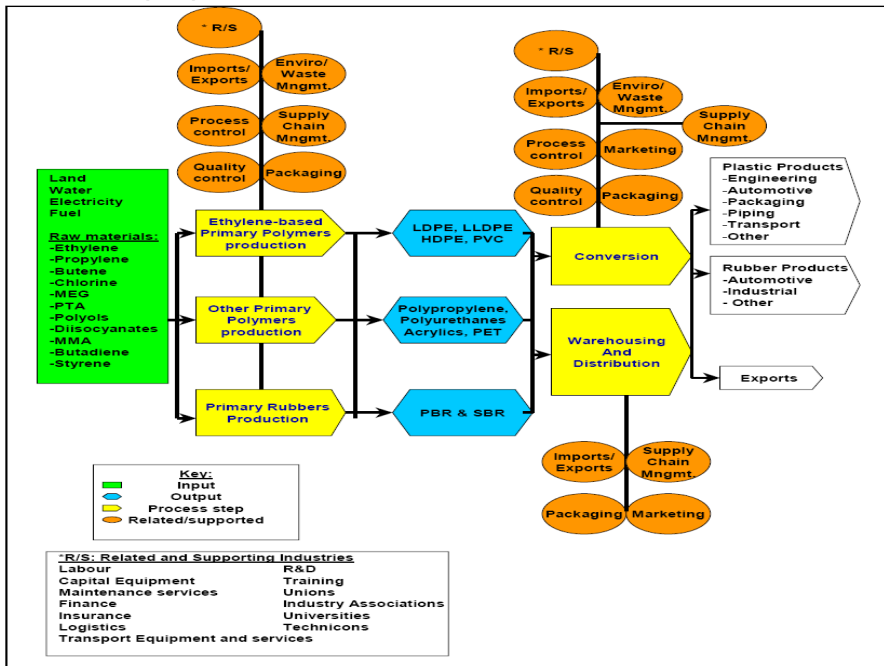 * R/S
Imports/
Exports
Enviro/
Waste
Mngmt.
Process
control
Supply
Chain
Mngmt.
Quality
control
Packaging
* R/S
Imports/
Exports
Enviro/
Waste
Mngmt.
Supply
Chain
Mngmt.
Process
control
Marketing
Quality
control
Packaging
Land
Water
Electricity
Fuel
Raw materials:
-Ethylene
-Propylene
-Butene
-Chlorine
-MEG
-PTA
-Polyols
-Diisocyanates
-MMA
-Butadiene
-Styrene
Ethylene-based
Primary Polymers
production
Other Primary
Polymers
production
Primary Rubbers
Production
LDPE, LLDPE
HDPE, PVC
Polypropylene,
Polyurethanes
Acrylics, PET
PBR & SBR
Conversion
Warehousing
And
Distribution
Plastic Products
-Engineering
-Automotive
-Packaging
-Piping
-Transport
-Other
Rubber Products
-Automotive
-Industrial
- Other
Exports
Imports/
Exports
Supply
Chain
Mngmt.
Packaging
Marketing
Key:
Input
Output
Process step
Related/supported
*R/S: Related and Supporting Industries
Labour R&D
Capital Equipment Training
Maintenance services Unions
Finance Industry Associations
Insurance Universities
Logistics Technicons
Transport Equipment and services